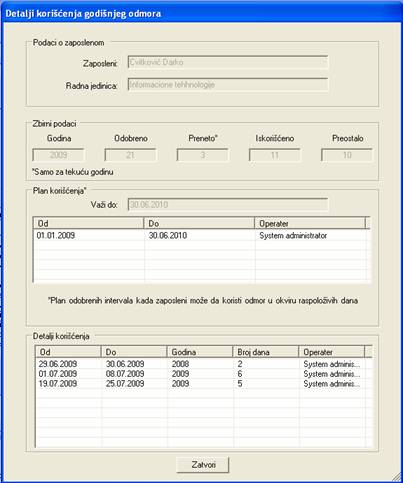 Detalji korišćenja godišnjeg odmora
Podaci o zaposlenom
Zaposleni: Cvitković Darko
Radna jedinica: Informacione tehhnologije
Zbirni podaci
Godina Odobreno Preneto* Iskorišćeno Preostalo
2009 21 3 11 10
*Samo za tekuću godinu
Plan korišćenja*
Važi do: 30.06.2010
Od Do Operater
01.01.2009 30.06.2010 System administrator
*Plan odobrenih intervala kada zaposleni može da koristi odmor u okviru raspoloživih dana
Detalji korišćenja
Od Do Godina Broj dana Operater
29.06.2009 30.06.2009 2008 2 System adminis...
01.07.2009 08.07.2009 2009 6 System adminis...
19.07.2009 25.07.2009 2009 5 System adminis...
Zatvori